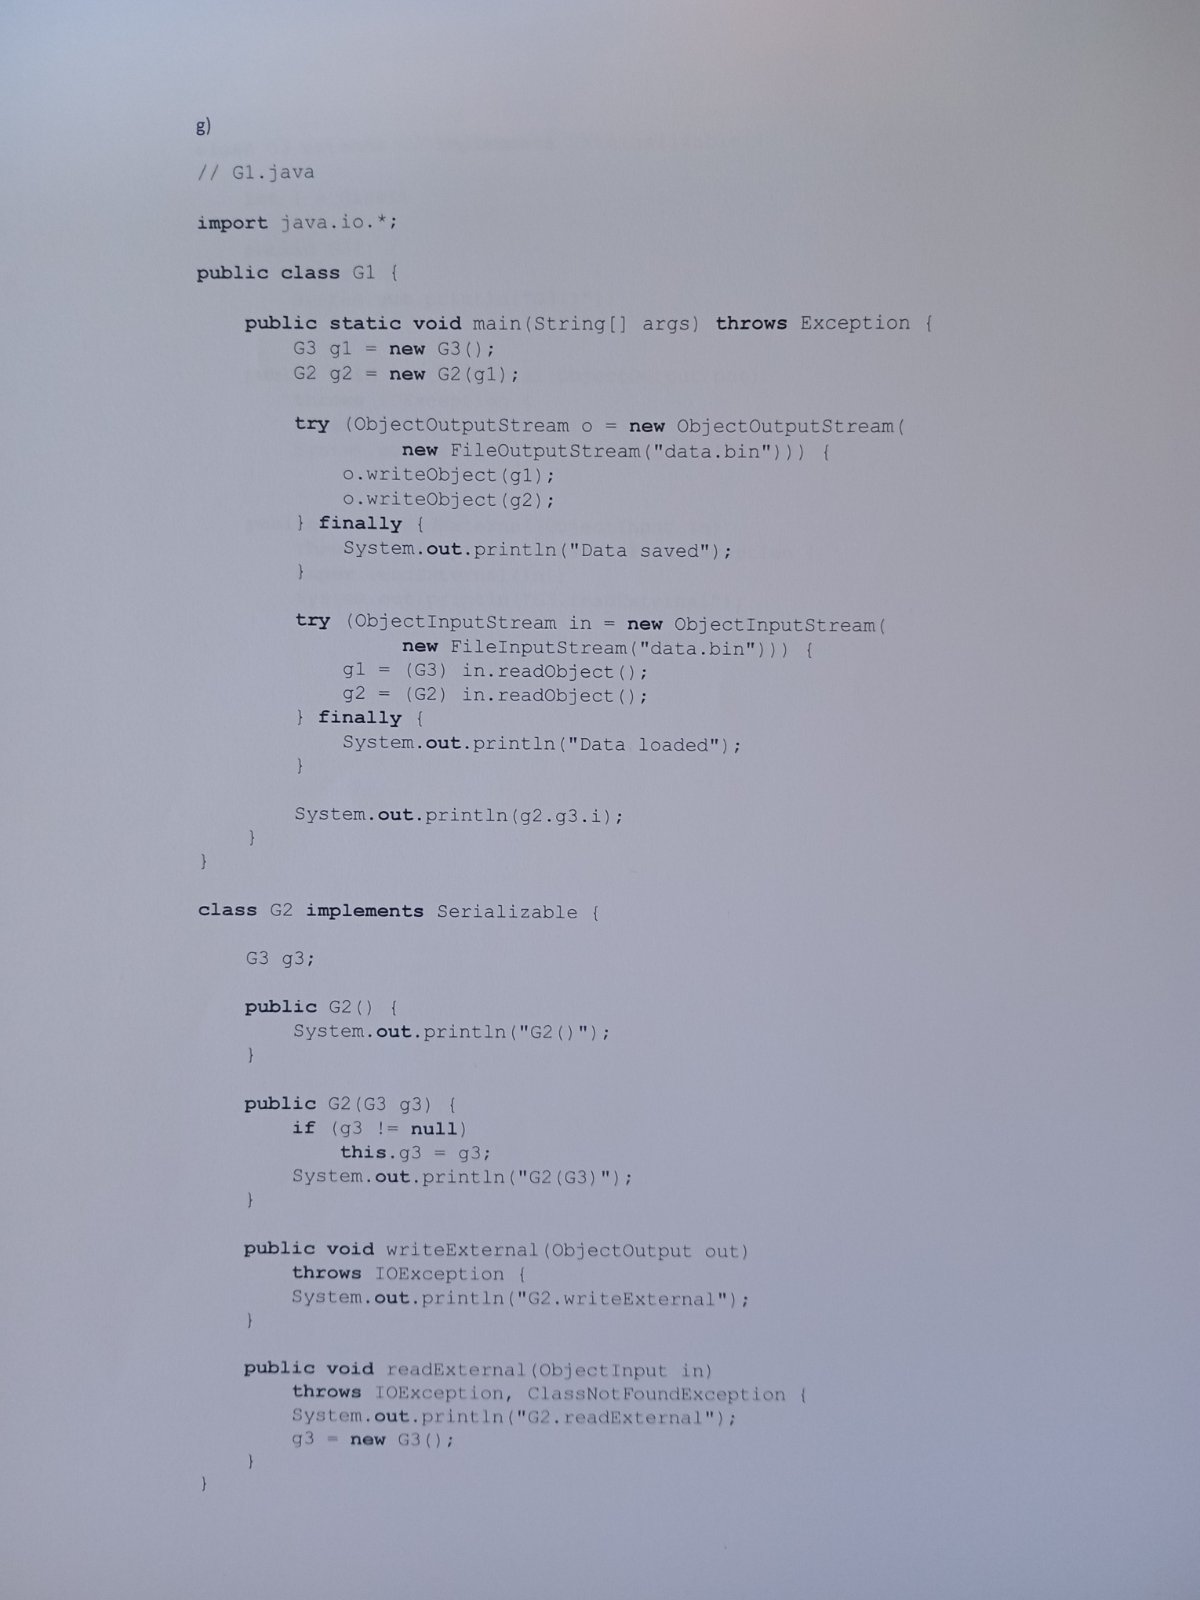 g)
// G1.java
import java.io.*;
public class G1 {
public static void main(String[] args) throws Exception {
G3 g1 = new G3();
G2 g2 = new G2(g1);
try (ObjectOutputStream o = new ObjectOutputStream(
new FileOutputStream("data.bin"))) {
o.writeObject(g1);
o.writeObject(g2);
} finally {
System.out.println("Data saved");
}
try (ObjectInputStream in = new ObjectInputStream(
new FileInputStream("data.bin"))) {
g1 = (G3) in.readObject();
g2 = (G2) in.readObject();
} finally {
System.out.println("Data loaded");
}
System.out.println(g2.g3.i);
}
}
class G2 implements Serializable {
G3 g3;
public G2() {
System.out.println("G2()");
}
public G2(G3 g3) {
if (g3 != null)
this.g3 = g3;
System.out.println("G2(G3)");
}
public void writeExternal(ObjectOutput out)
throws IOException {
System.out.println("G2.writeExternal");
}
public void readExternal(ObjectInput in)
throws IOException, ClassNotFoundException {
System.out.println("G2.readExternal");
g3 = new G3();
}
}